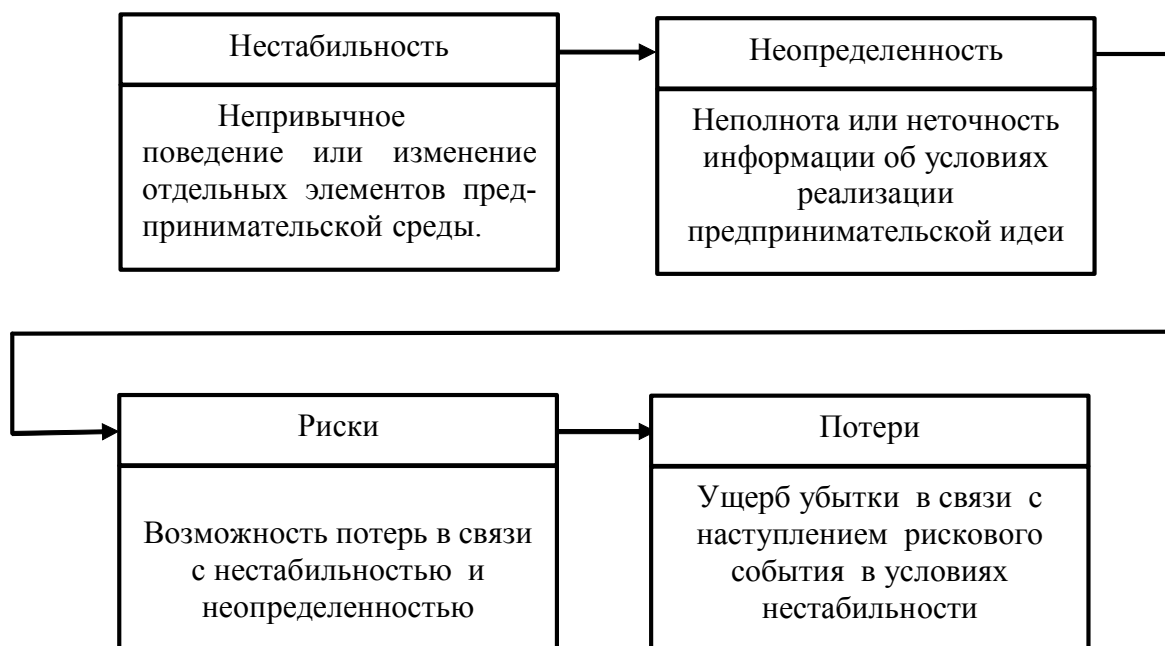 Нестабильность
Непривычное
поведение или изменение
отдельных элементов пред-
принимательской среды.
Неопределенность
Неполнота или неточность
информации об условиях
реализации
предпринимательской идеи
Риски
Возможность потерь в связи
с нестабильностью и
неопределенностью
Потери
Ущерб убытки в связи с
наступлением рискового
события в условиях
нестабильности